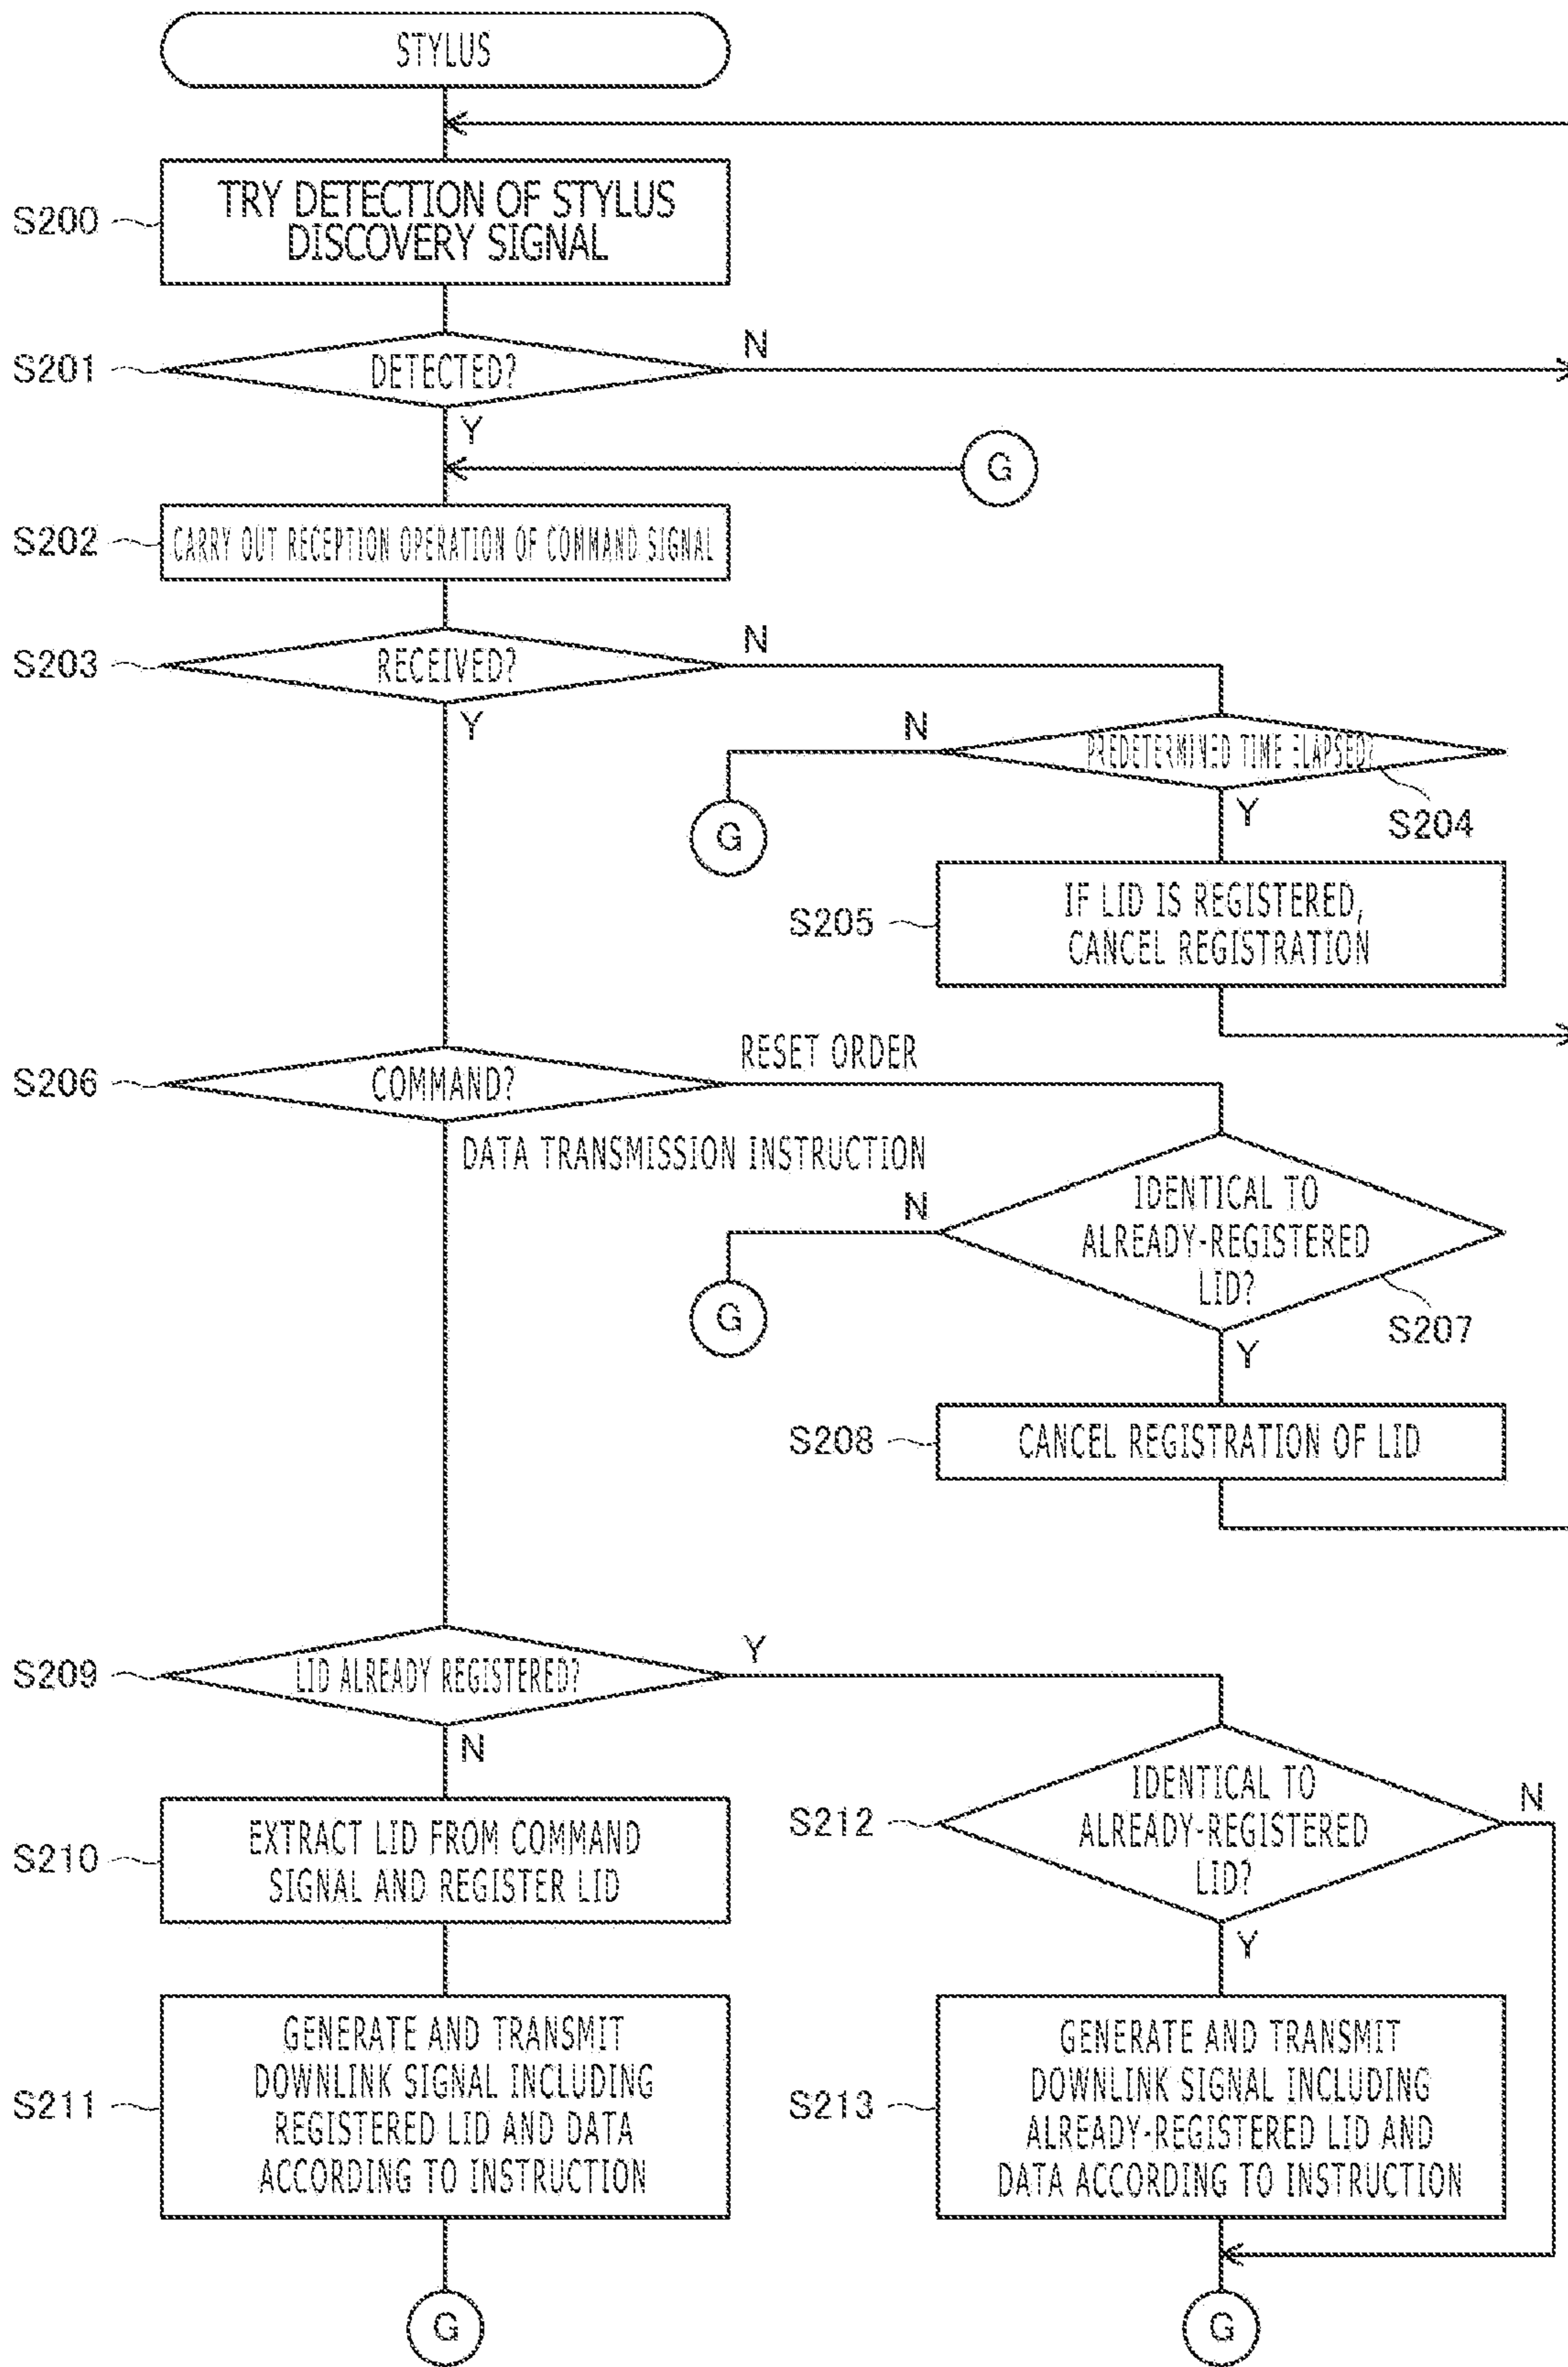 STYLUS
S200
TRY DETECTION OF STYLUS
DISCOVERY SIGNAL
S201
DETECTED?
N
Y
G
S202
CARRY OUT RECEPTION OPERATION OF COMMAND SIGNAL
S203
RECEIVED?
N
Y
N
PREDETERMINED TIME ELAPSED?
G
Y
S204
S205
IF LID IS REGISTERED,
CANCEL REGISTRATION
S206
COMMAND?
RESET ORDER
DATA TRANSMISSION INSTRUCTION
N
IDENTICAL TO
ALREADY-REGISTERED
LID?
G
Y
S207
S208
CANCEL REGISTRATION OF LID
S209
LID ALREADY REGISTERED?
Y
N
S210
EXTRACT LID FROM COMMAND
SIGNAL AND REGISTER LID
S212
IDENTICAL TO
ALREADY-REGISTERED
LID?
N
Y
S211
GENERATE AND TRANSMIT
DOWNLINK SIGNAL INCLUDING
REGISTERED LID AND DATA
ACCORDING TO INSTRUCTION
S213
GENERATE AND TRANSMIT
DOWNLINK SIGNAL INCLUDING
ALREADY-REGISTERED LID AND
DATA ACCORDING TO INSTRUCTION
G
G